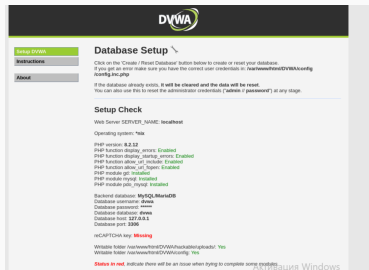 DVWA
Setup DVWA
Instructions
About
Database Setup
Click on the 'Create / Reset Database' button below to create or reset your database.
If you get an error make sure you have the correct user credentials in: /var/www/html/DVWA/config
/config.inc.php
If the database already exists, it will be cleared and the data will be reset.
You can also use this to reset the administrator credentials ("admin // password") at any stage.
Setup Check
Web Server SERVER_NAME: localhost
Operating system: *nix
PHP version: 8.2.12
PHP function display_errors: Enabled
PHP function display_startup_errors: Enabled
PHP function allow_url_include: Enabled
PHP function allow_url_fopen: Enabled
PHP module gd: Installed
PHP module mysql: Installed
PHP module pdo_mysql: Installed
Backend database: MySQL/MariaDB
Database username: dvwa
Database password: ******
Database database: dvwa
Database host: 127.0.0.1
Database port: 3306
reCAPTCHA key: Missing
Writable folder /var/www/html/DVWA/hackable/uploads/: Yes
Writable folder /var/www/html/DVWA/config: Yes
Status in red, indicate there will be an issue when trying to complete some modules.
Активация Windows